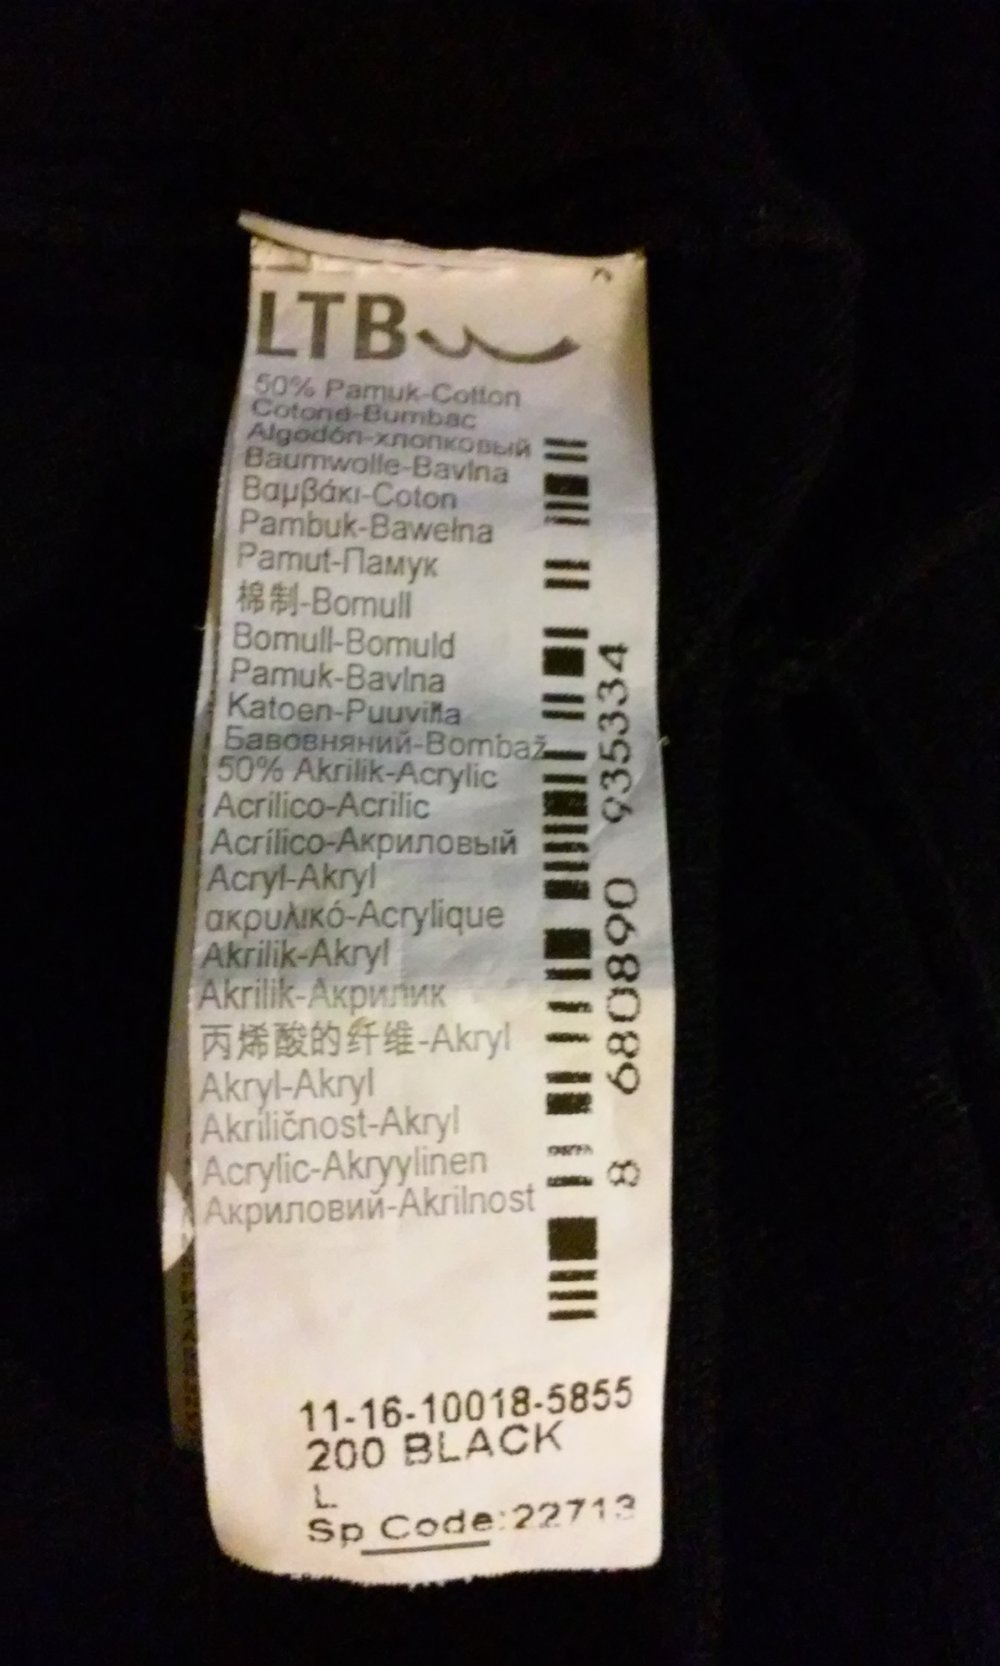 LTB
50% Pamuk-Cotton
Cotone-Bumbac
Algodón-хлопковый
Baumwolle-Bavlna
Βαμβάκι-Coton
Pambuk-Bawełna
Pamut-Памук
棉制-Bomull
Bomull-Bomuld
Pamuk-Bavlna
Katoen-Puuvilla
Бавовняний-Bombaž
50% Akrilik-Acrylic
Acrilico-Acrilic
Acrílico-Акриловый
Acryl-Akryl
ακρυλικό-Acrylique
Akrilik-Akryl
Akrilik-Акрилик
丙烯酸的纤维-Akryl
Akryl-Akryl
Akriličnost-Akryl
Acrylic-Akryylinen
Акриловий-Akrilnost
8 680890 935334
11-16-10018-5855
200 BLACK
L.
Sp Code:22713